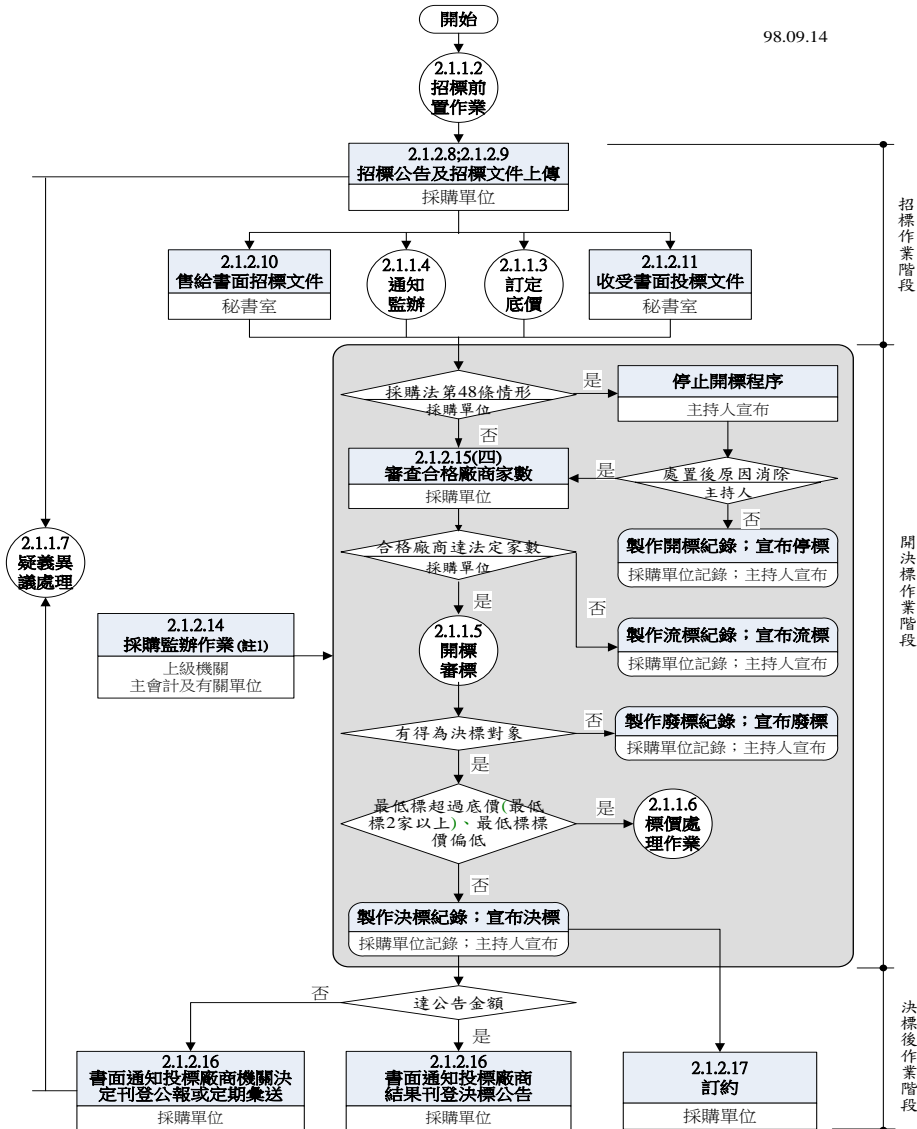 開始
98.09.14
2.1.1.2
招標前
置作業
2.1.2.8;2.1.2.9
招標公告及招標文件上傳
採購單位
招標作業階段
2.1.2.10
售給書面招標文件
秘書室
2.1.1.4
通知
監辦
2.1.1.3
訂定
底價
2.1.2.11
收受書面投標文件
秘書室
採購法第48條情形
採購單位
是
停止開標程序
主持人宣布
否
2.1.2.15(四)
審查合格廠商家數
採購單位
是
處置後原因消除
主持人
否
製作開標紀錄；宣布停標
採購單位記錄；主持人宣布
合格廠商達法定家數
採購單位
是
否
2.1.1.7
疑義異
議處理
開決標作業階段
2.1.2.14
採購監辦作業(註1)
上級機關
主會計及有關單位
2.1.1.5
開標
審標
製作流標紀錄；宣布流標
採購單位記錄；主持人宣布
有得為決標對象
否
製作廢標紀錄；宣布廢標
採購單位記錄；主持人宣布
是
最低標超過底價(最低
標2家以上)、最低標標
價偏低
是
2.1.1.6
標價處
理作業
否
製作決標紀錄；宣布決標
採購單位記錄；主持人宣布
達公告金額
否
是
決標後作業階段
2.1.2.16
書面通知投標廠商機關決
定刊登公報或定期彙送
採購單位
2.1.2.16
書面通知投標廠商
結果刊登決標公告
採購單位
2.1.2.17
訂約
採購單位